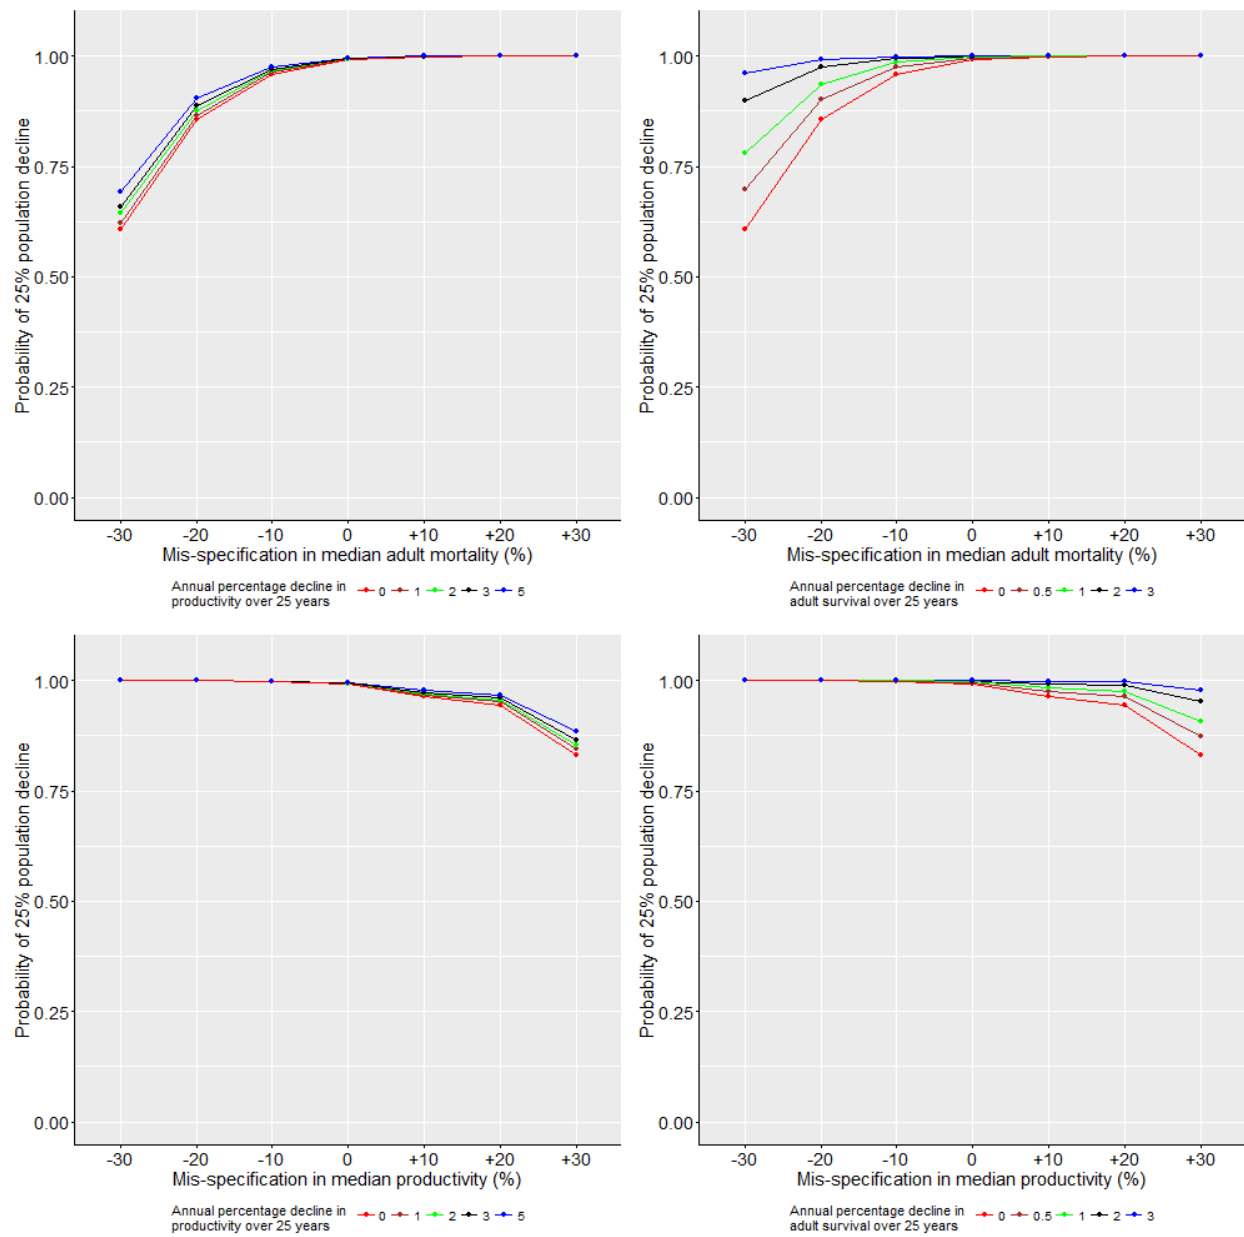 Probability of 25% population decline
1.00
0.75
0.50
0.25
0.00
-30 -20 -10 0 +10 +20 +30
Mis-specification in median adult mortality (%)
Annual percentage decline in
productivity over 25 years
0 1 2 3 5
Probability of 25% population decline
1.00
0.75
0.50
0.25
0.00
-30 -20 -10 0 +10 +20 +30
Mis-specification in median adult mortality (%)
Annual percentage decline in
adult survival over 25 years
0 0.5 1 2 3
Probability of 25% population decline
1.00
0.75
0.50
0.25
0.00
-30 -20 -10 0 +10 +20 +30
Mis-specification in median productivity (%)
Annual percentage decline in
productivity over 25 years
0 1 2 3 5
Probability of 25% population decline
1.00
0.75
0.50
0.25
0.00
-30 -20 -10 0 +10 +20 +30
Mis-specification in median productivity (%)
Annual percentage decline in
adult survival over 25 years
0 0.5 1 2 3